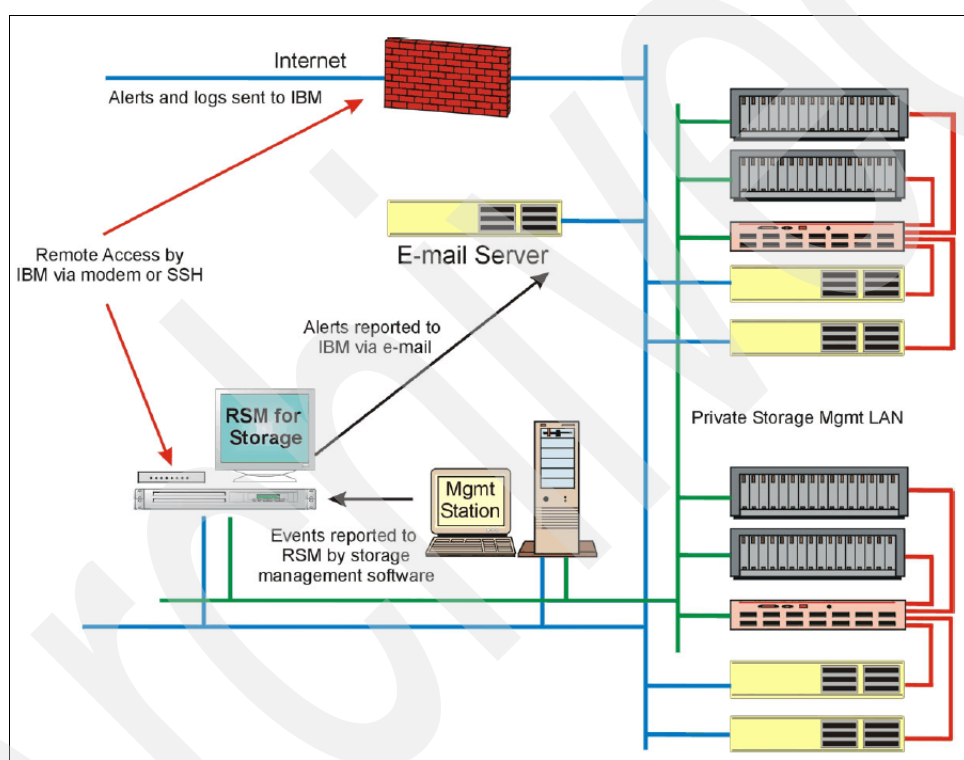 Internet
Alerts and logs sent to IBM
Remote Access by
IBM via modem or SSH
E-mail Server
Alerts reported to
IBM via e-mail
RSM for
Storage
Mgmt
Station
Events reported to
RSM by storage
management software
Private Storage Mgmt LAN